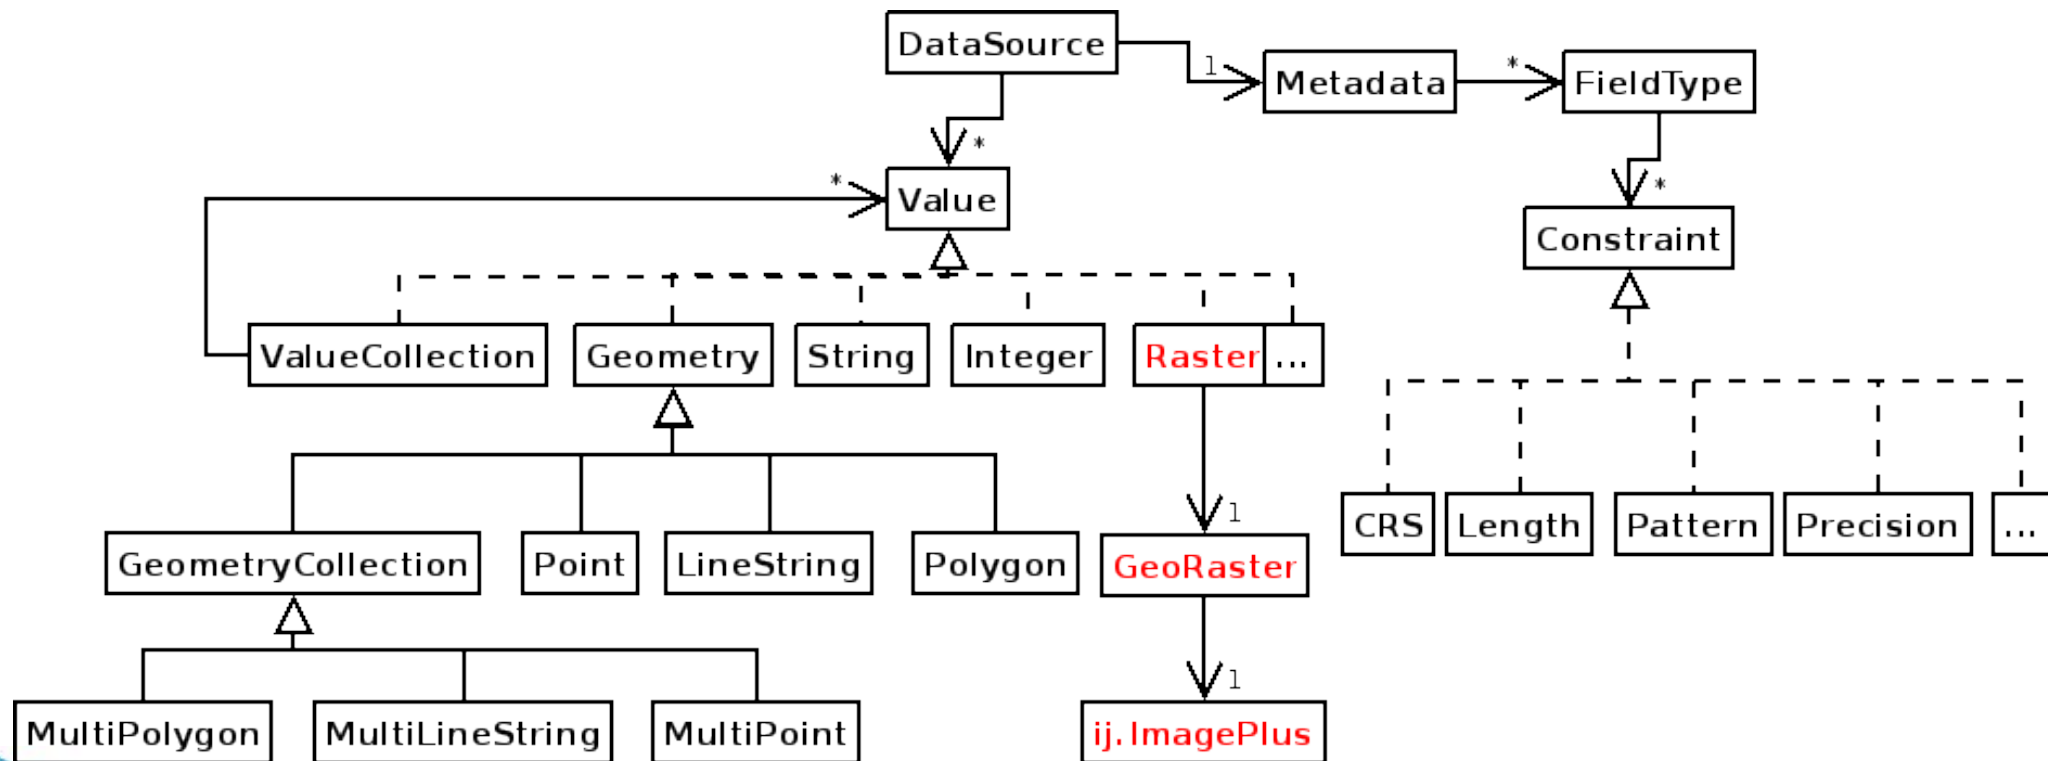 DataSource
1
Metadata
*
FieldType
*
*
Value
*
Constraint
ValueCollection
Geometry
String
Integer
Raster
...
CRS
Length
Pattern
Precision
...
GeometryCollection
Point
LineString
Polygon
1
GeoRaster
1
MultiPolygon
MultiLineString
MultiPoint
ij.ImagePlus